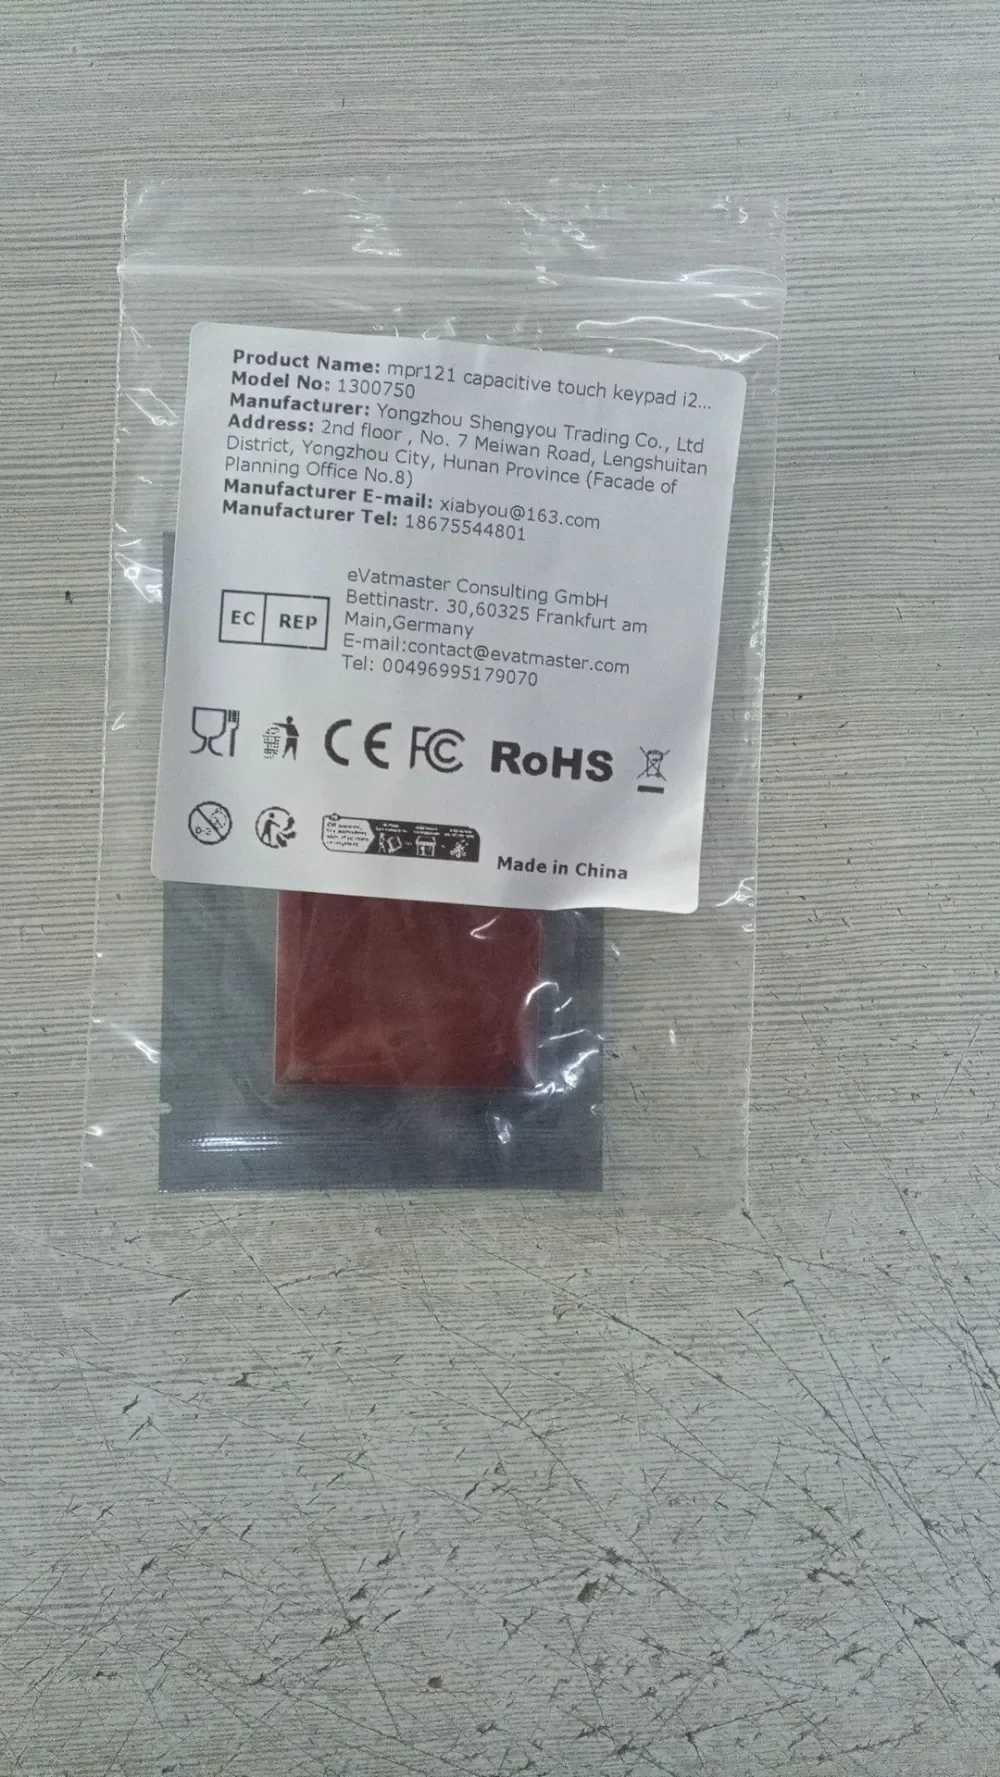 Product Name: mpr121 capacitive touch keypad i2...
Model No: 1300750
Manufacturer: Yongzhou Shengyou Trading Co., Ltd
Address: 2nd floor , No. 7 Meiwan Road, Lengshuitan
District, Yongzhou City, Hunan Province (Facade of
Planning Office No.8)
Manufacturer E-mail: xiabyou@163.com
Manufacturer Tel: 18675544801
EC REP
eVatmaster Consulting GmbH
Bettinastr. 30,60325 Frankfurt am
Main,Germany
E-mail:contact@evatmaster.com
Tel: 00496995179070
CE FC RoHS
0-3
Made in China